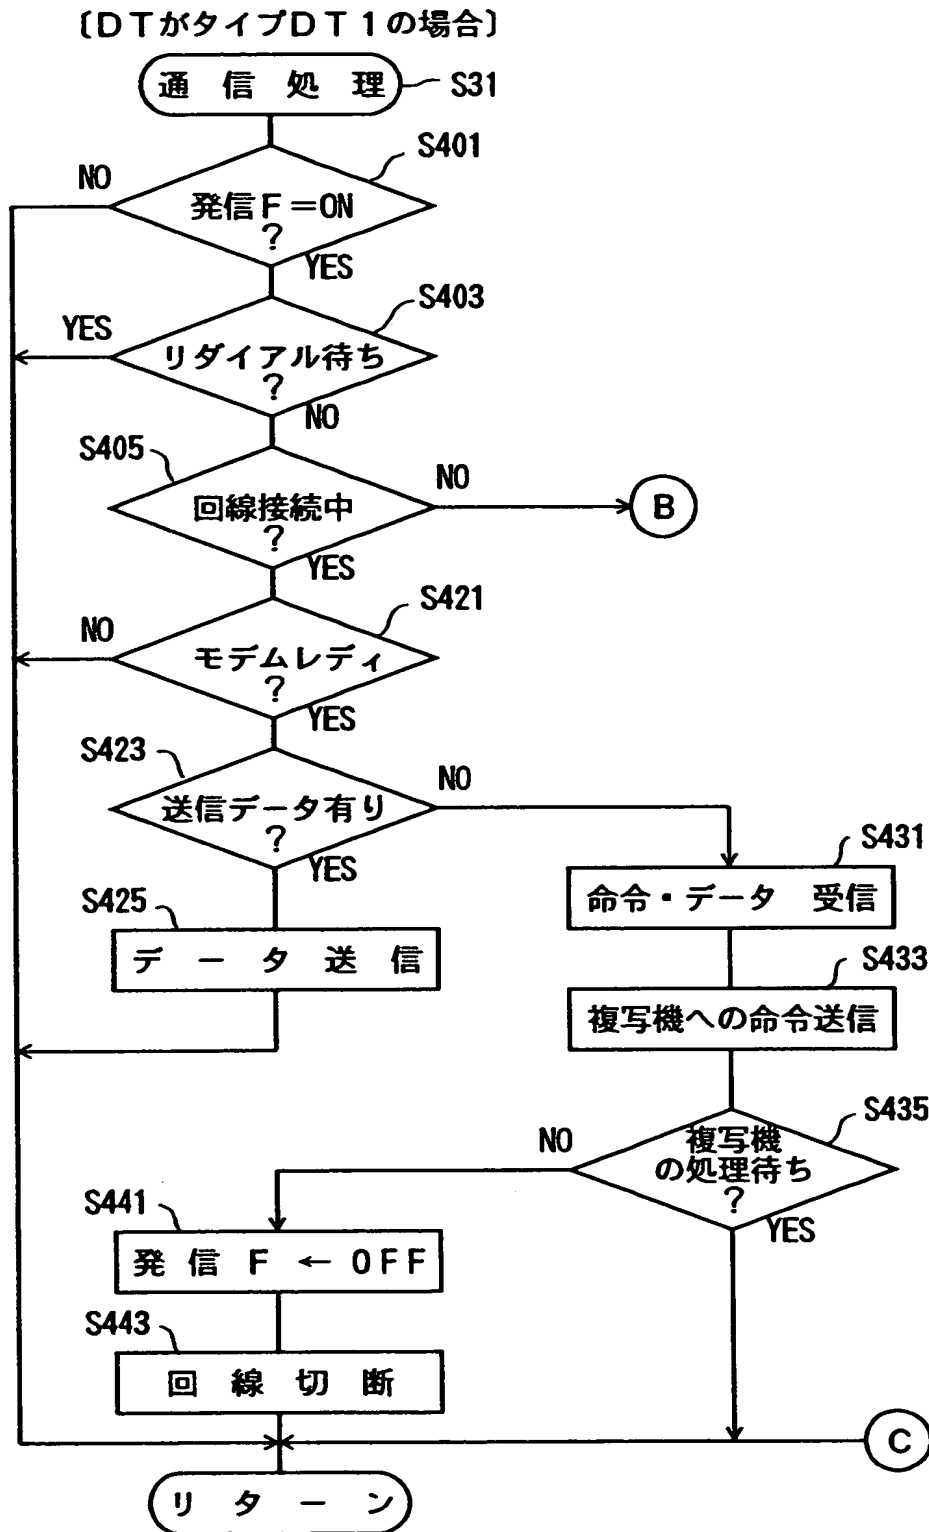 〔DTがタイプDT1の場合〕
通信処理
S31
S401
NO
発信F=ON
?
YES
S403
YES
リダイアル待ち
?
NO
S405
NO
回線接続中
?
B
YES
S421
NO
モデムレディ
?
YES
S423
NO
送信データ有り
?
YES
S431
命令・データ 受信
S425
データ送信
S433
複写機への命令送信
S435
NO
複写機
の処理待ち
?
YES
S441
発信F←OFF
S443
回線切断
C
リターン